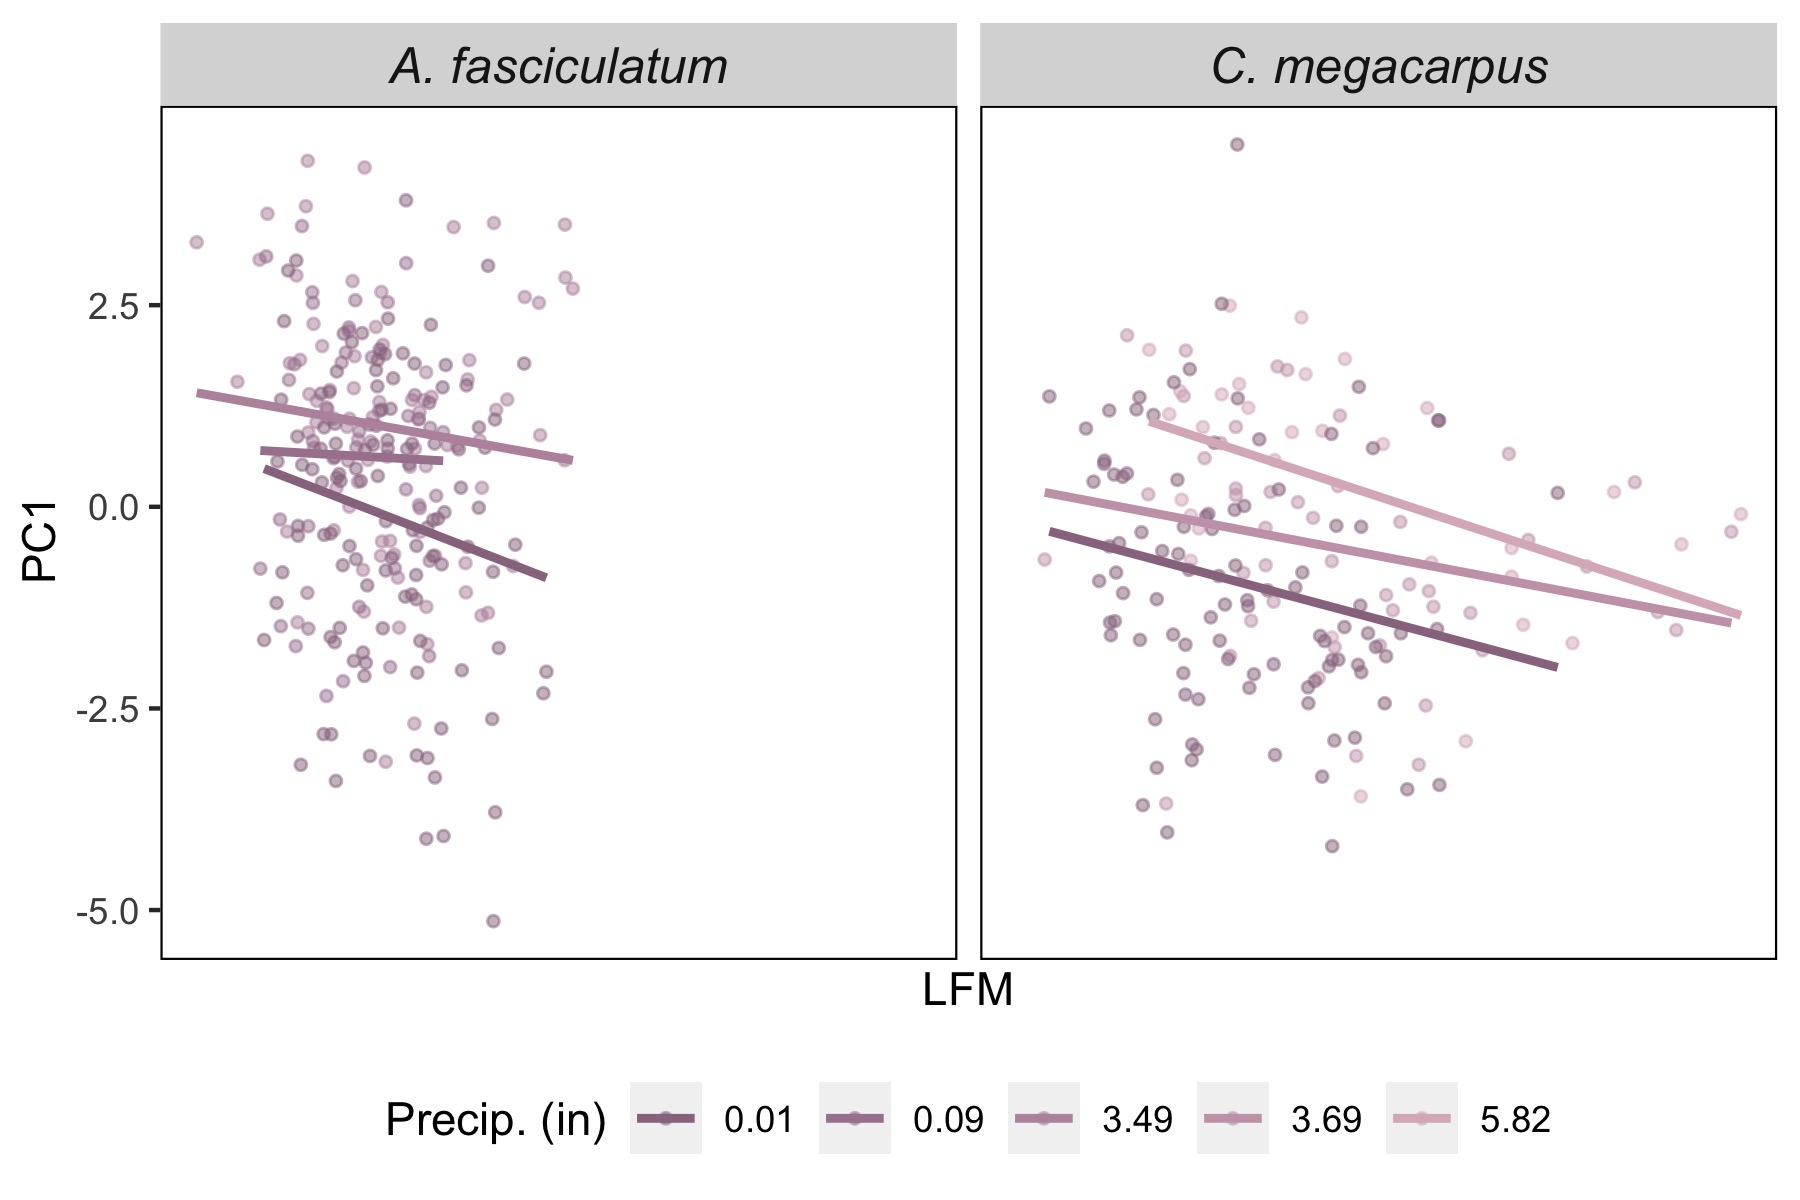 A. fasciculatum C. megacarpus
2.5
0.0
-2.5
-5.0
PC1
LFM
Precip. (in) 0.01 0.09 3.49 3.69 5.82